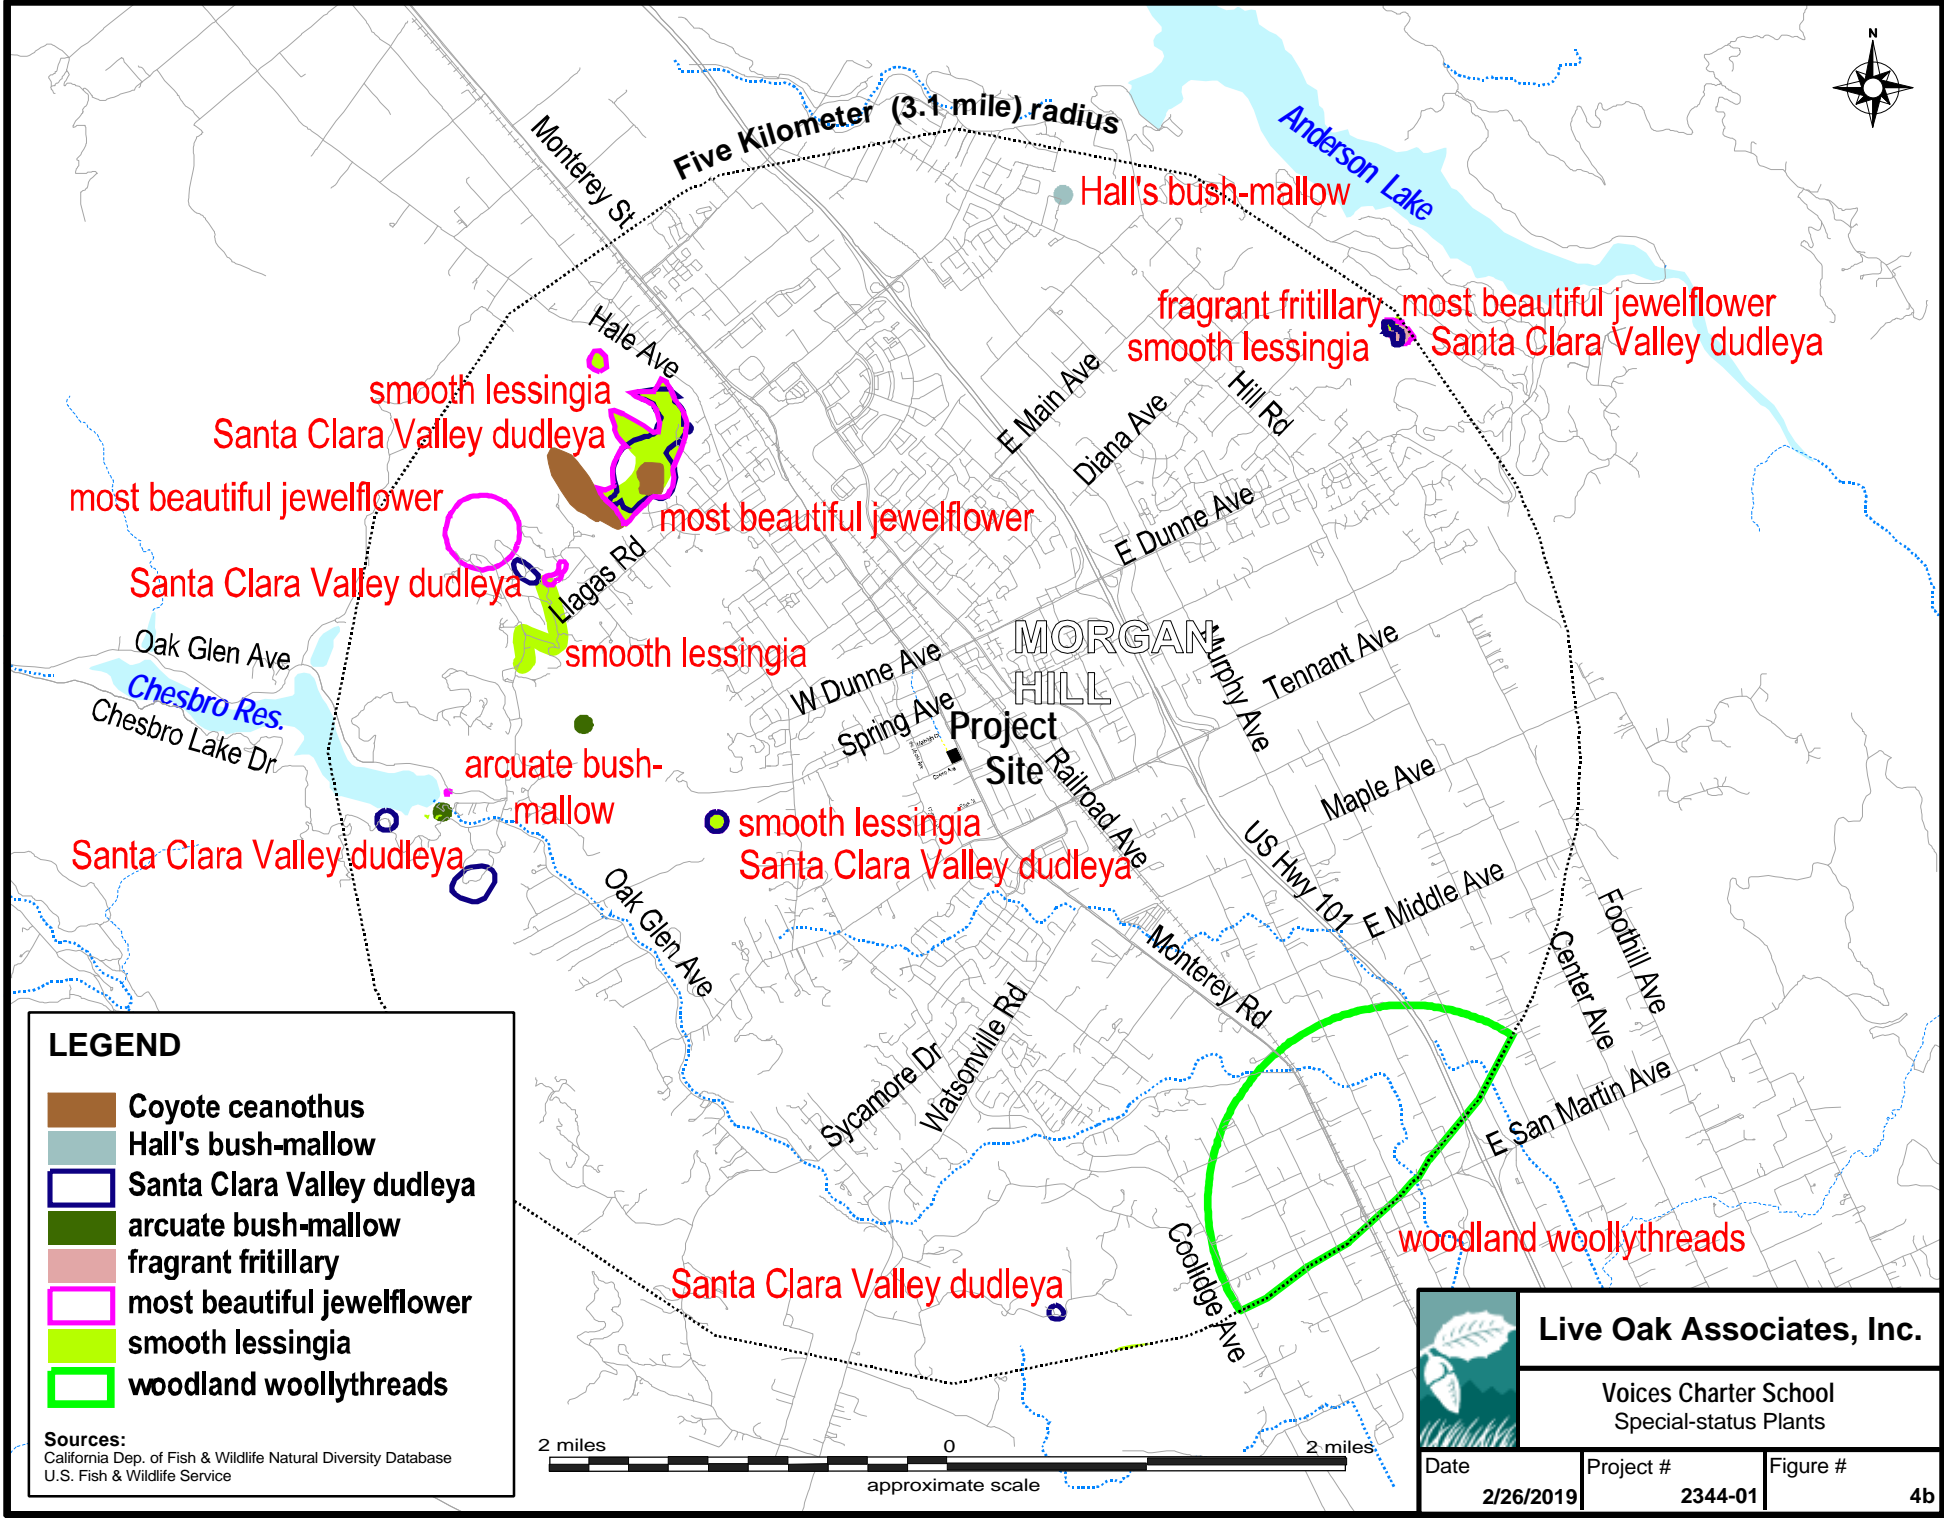 N
Five Kilometer (3.1 mile) radius
Monterey St
Anderson Lake
Hall's bush-mallow
fragrant fritillary
most beautiful jewelflower
smooth lessingia
Santa Clara Valley dudleya
Hale Ave
smooth lessingia
Santa Clara Valley dudleya
E Main Ave
Diana Ave
Hill Rd
most beautiful jewelflower
most beautiful jewelflower
E Dunne Ave
Santa Clara Valley dudleya
Llagas Rd
Oak Glen Ave
smooth lessingia
MORGAN
HILL
W Dunne Ave
Murphy Ave
Tennant Ave
Chesbro Res.
Chesbro Lake Dr
Spring Ave
Project
Site
arcuate bush-
mallow
Railroad Ave
Maple Ave
smooth lessingia
Santa Clara Valley dudleya
Santa Clara Valley dudleya
US Hwy 101
E Middle Ave
Oak Glen Ave
Foothill Ave
Center Ave
Monterey Rd
Watsonville Rd
Sycamore Dr
E San Martin Ave
woodland woollythreads
Coolidge Ave
Santa Clara Valley dudleya
LEGEND
Coyote ceanothus
Hall's bush-mallow
Santa Clara Valley dudleya
arcuate bush-mallow
fragrant fritillary
most beautiful jewelflower
smooth lessingia
woodland woollythreads
Sources:
California Dep. of Fish & Wildlife Natural Diversity Database
U.S. Fish & Wildlife Service
2 miles 0 2 miles
approximate scale
Live Oak Associates, Inc.
Voices Charter School
Special-status Plants
Date Project # Figure #
2/26/2019 2344-01 4b